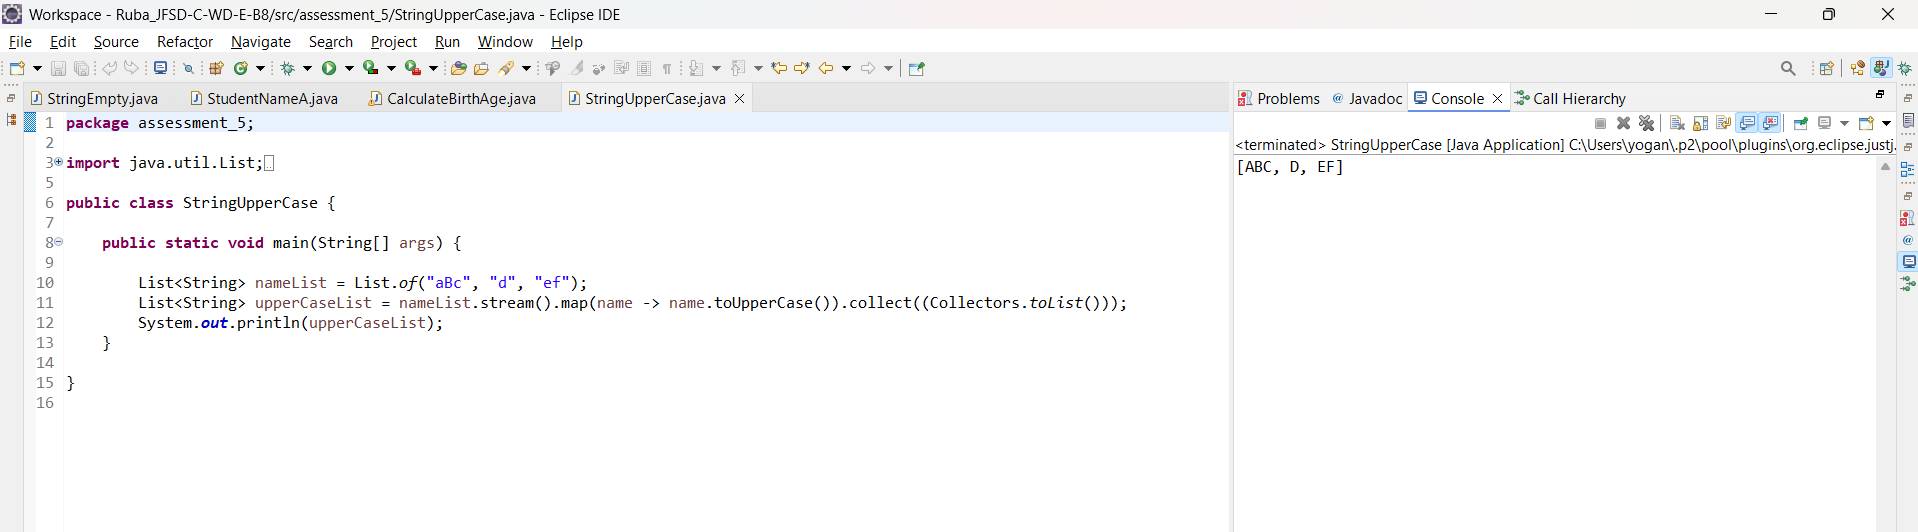 Workspace - Ruba_JFSD-C-WD-E-B8/src/assessment_5/StringUpperCase.java - Eclipse IDE
File Edit Source Refactor Navigate Search Project Run Window Help
StringEmpty.java StudentNameA.java CalculateBirthAge.java StringUpperCase.java
1 package assessment_5;
2
3 import java.util.List;
5
6 public class StringUpperCase {
7
8     public static void main(String[] args) {
9
10         List<String> nameList = List.of("aBc", "d", "ef");
11         List<String> upperCaseList = nameList.stream().map(name -> name.toUpperCase()).collect((Collectors.toList()));
12         System.out.println(upperCaseList);
13     }
14
15 }
16
Problems @ Javadoc Console Call Hierarchy
<terminated> StringUpperCase [Java Application] C:\Users\yogan\.p2\pool\plugins\org.eclipse.justj.
[ABC, D, EF]